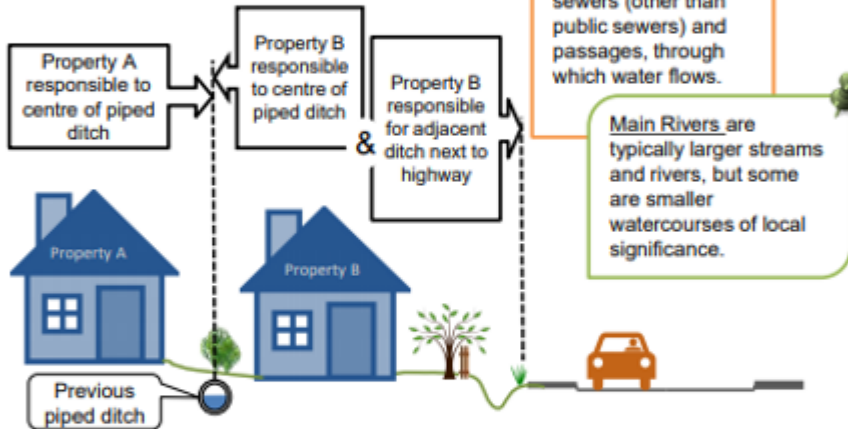 Property A
responsible to
centre of piped
ditch
Property B
responsible
to centre of
piped ditch
&
Property B
responsible
for adjacent
ditch next to
highway
sewers (other than
public sewers) and
passages, through
which water flows.
Main Rivers are
typically larger streams
and rivers, but some
are smaller
watercourses of local
significance.
Property A
Property B
Previous
piped ditch